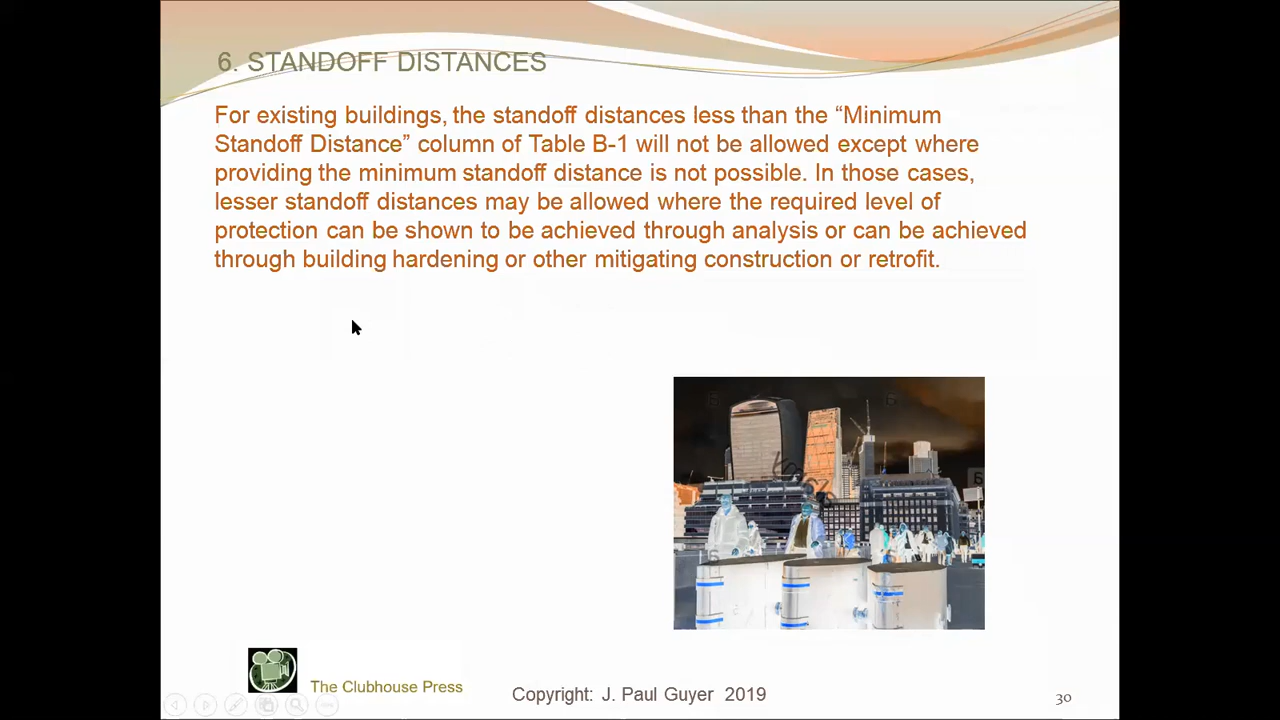 6. STANDOFF DISTANCES
For existing buildings, the standoff distances less than the “Minimum
Standoff Distance” column of Table B-1 will not be allowed except where
providing the minimum standoff distance is not possible. In those cases,
lesser standoff distances may be allowed where the required level of
protection can be shown to be achieved through analysis or can be achieved
through building hardening or other mitigating construction or retrofit.
The Clubhouse Press
Copyright: J. Paul Guyer 2019
30